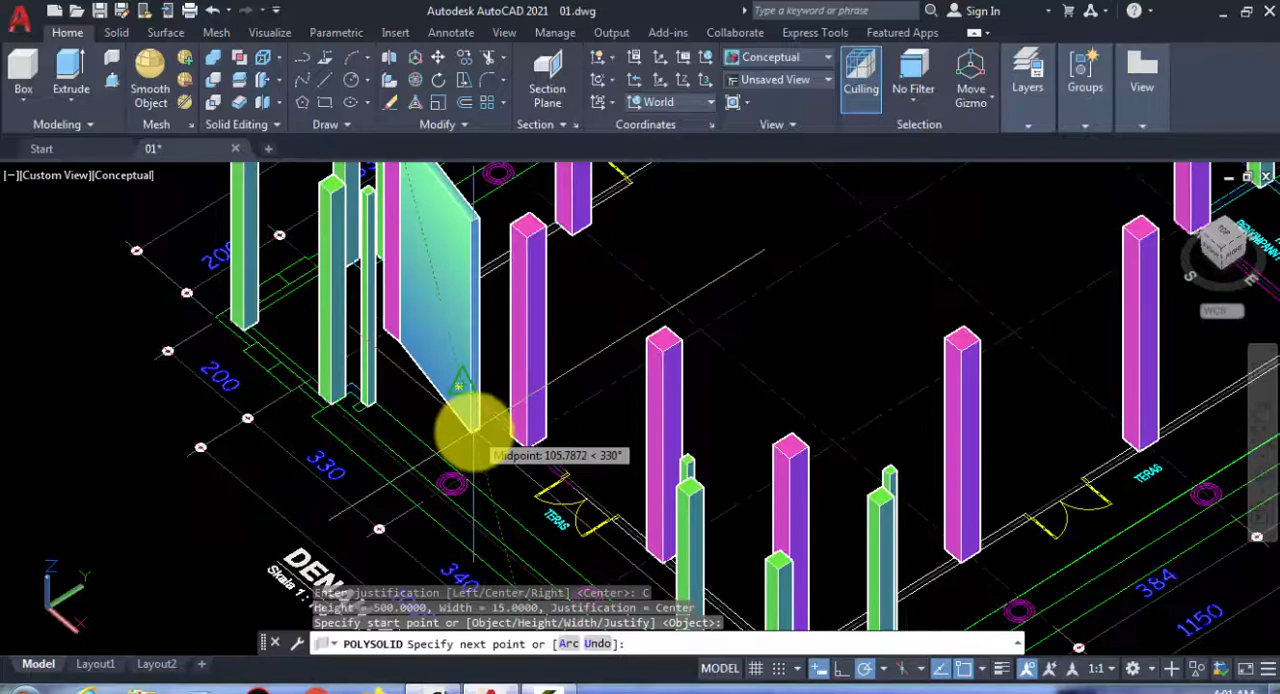 Autodesk AutoCAD 2021 01.dwg
Type a keyword or phrase
Sign In
Home Solid Surface Mesh Visualize Parametric Insert Annotate View Manage Output Add-ins Collaborate Express Tools Featured Apps
Box
Extrude
Smooth
Object
Section
Plane
Conceptual
Unsaved View
World
Culling
No Filter
Move
Gizmo
Layers
Groups
View
Modeling
Mesh
Solid Editing
Draw
Modify
Section
Coordinates
View
Selection
Start
01*
[−][Custom View][Conceptual]
TOP
S
E
WCS
200
330
340
384
1150
TERAS
TERAS
DEN
Skala 1 :
Midpoint: 105.7872 < 330°
Z
Y
X
Enter justification [Left/Center/Right] <Center>: C
Height = 500.0000, Width = 15.0000, Justification = Center
Specify start point or [Object/Height/Width/Justify] <Object>:
POLYSOLID Specify next point or [Arc Undo]:
Model
Layout1
Layout2
MODEL
1:1